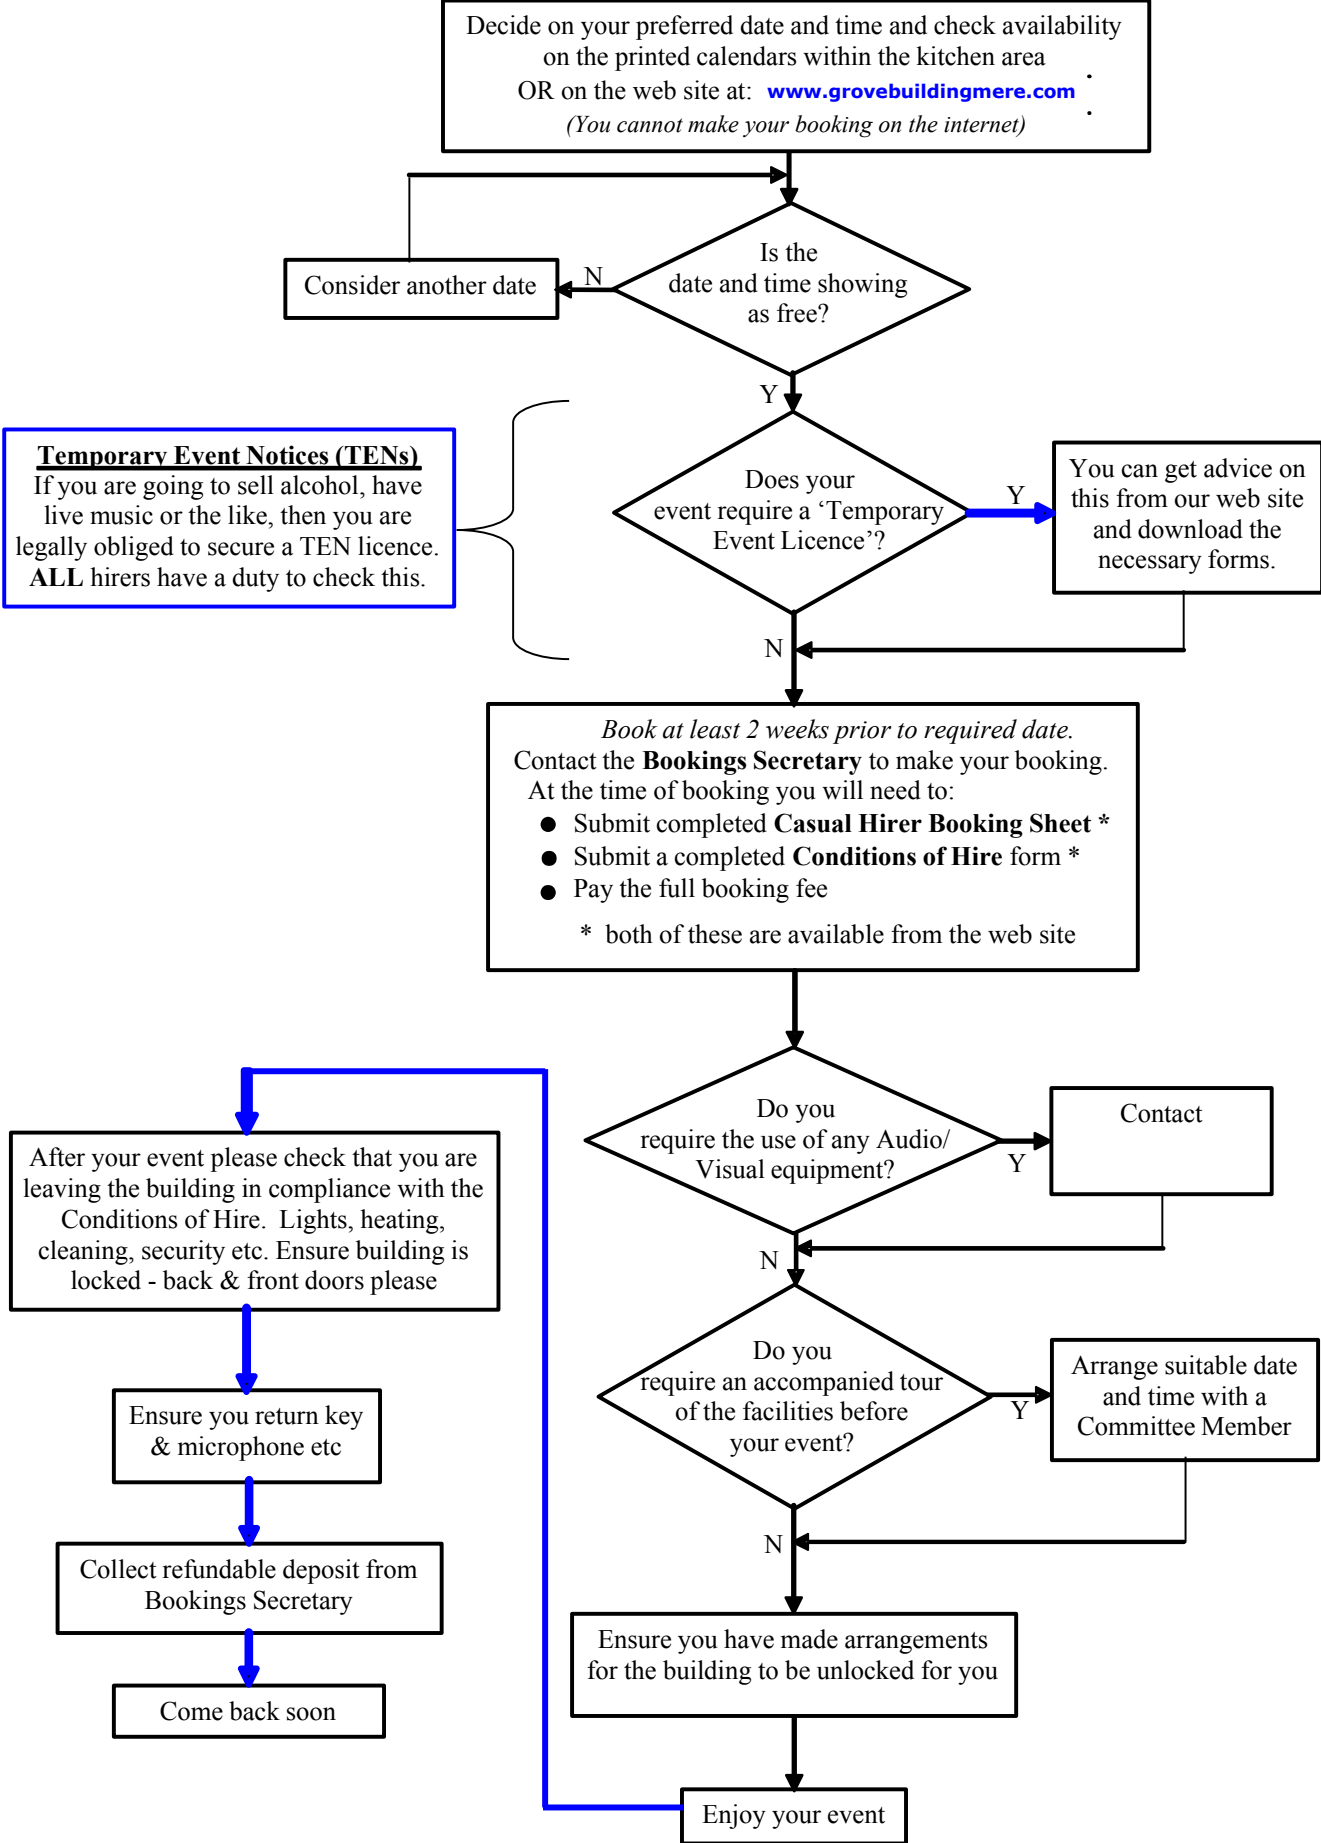 Decide on your preferred date and time and check availability
on the printed calendars within the kitchen area
OR on the web site at: www.grovebuildingmere.com
(You cannot make your booking on the internet)
Is the
date and time showing
as free?
N
Consider another date
Y
Temporary Event Notices (TENs)
If you are going to sell alcohol, have
live music or the like, then you are
legally obliged to secure a TEN licence.
ALL hirers have a duty to check this.
Does your
event require a ‘Temporary
Event Licence’?
Y
You can get advice on
this from our web site
and download the
necessary forms.
N
Book at least 2 weeks prior to required date.
Contact the Bookings Secretary to make your booking.
At the time of booking you will need to:
● Submit completed Casual Hirer Booking Sheet *
● Submit a completed Conditions of Hire form *
● Pay the full booking fee
* both of these are available from the web site
Do you
require the use of any Audio/
Visual equipment?
Y
Contact
N
Do you
require an accompanied tour
of the facilities before
your event?
Y
Arrange suitable date
and time with a
Committee Member
N
Ensure you have made arrangements
for the building to be unlocked for you
Enjoy your event
After your event please check that you are
leaving the building in compliance with the
Conditions of Hire. Lights, heating,
cleaning, security etc. Ensure building is
locked - back & front doors please
Ensure you return key
& microphone etc
Collect refundable deposit from
Bookings Secretary
Come back soon